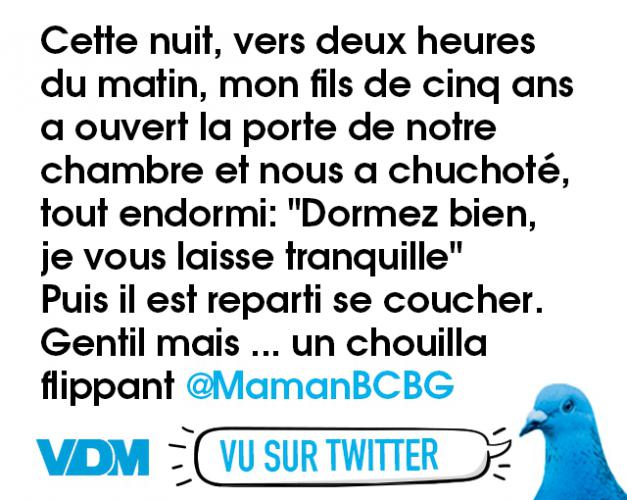 Cette nuit, vers deux heures
du matin, mon fils de cinq ans
a ouvert la porte de notre
chambre et nous a chuchoté,
tout endormi: "Dormez bien,
je vous laisse tranquille"
Puis il est reparti se coucher.
Gentil mais ... un chouilla
flippant @MamanBCBG
VDM VU SUR TWITTER